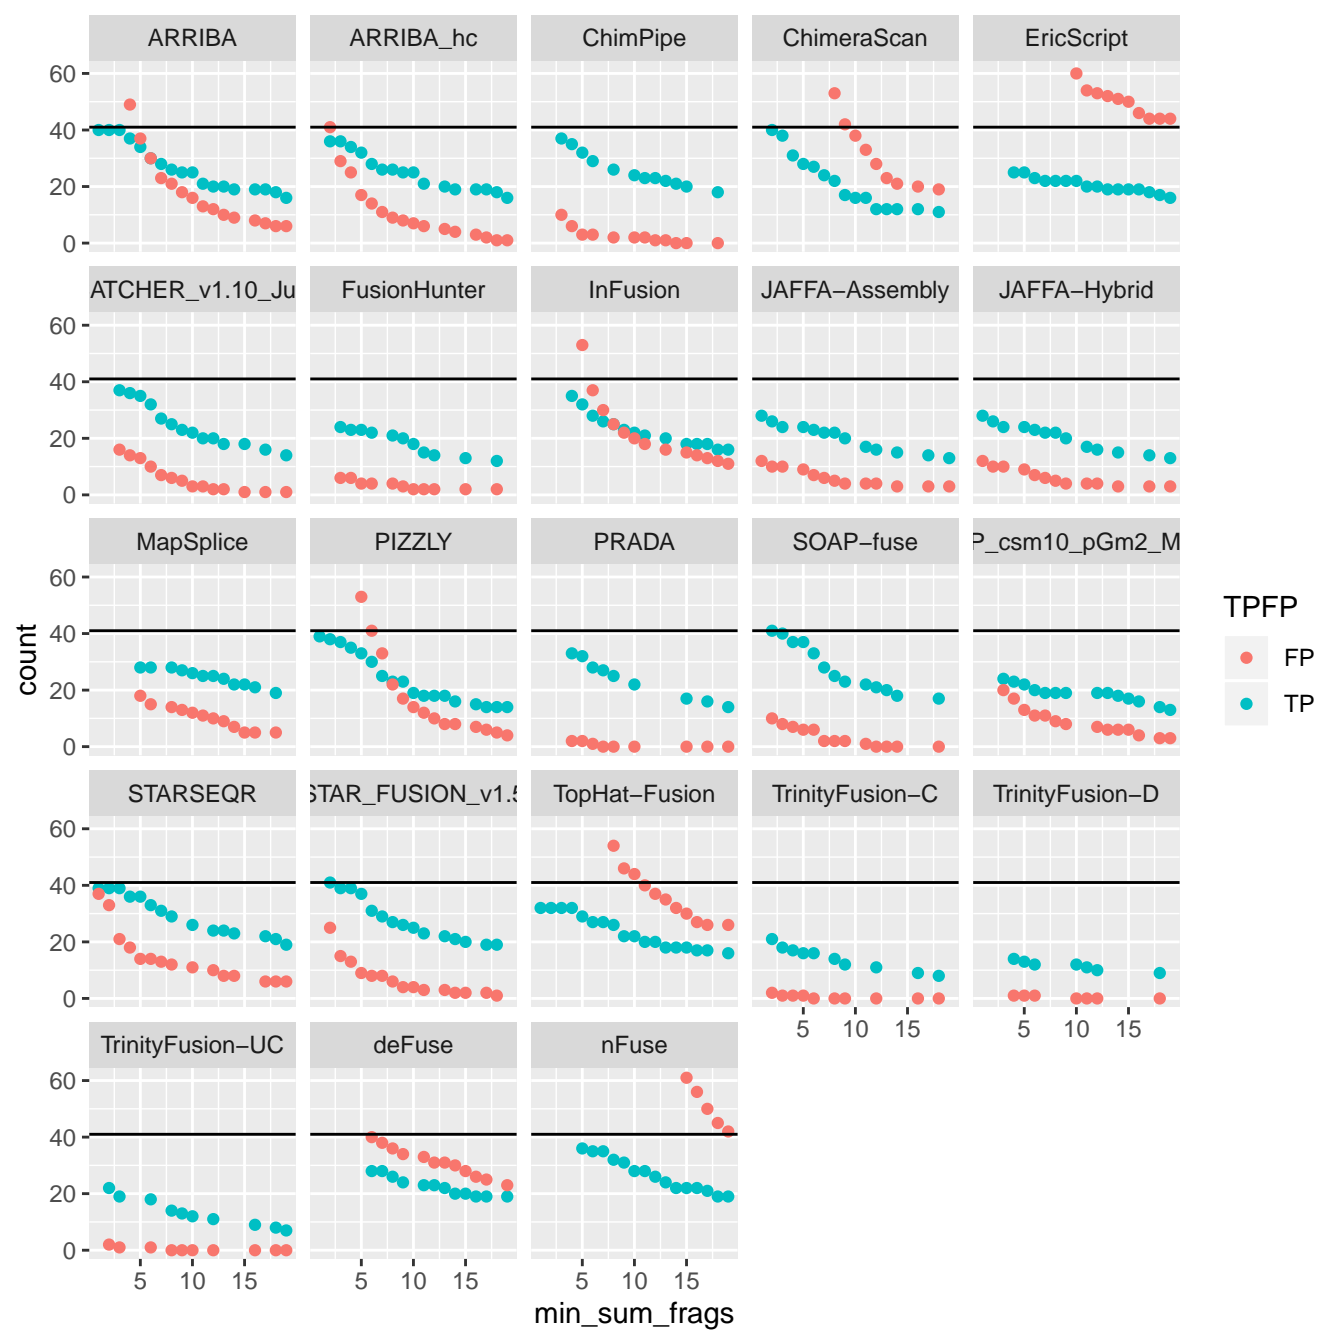 ARRIBA ARRIBA_hc ChimPipe ChimeraScan EricScript
60
40
20
0
ATCHER_v1.10_Ju FusionHunter InFusion JAFFA−Assembly JAFFA−Hybrid
60
40
20
0
MapSplice PIZZLY PRADA SOAP−fuse P_csm10_pGm2_M
60
40
20
0
count
TPFP
FP
TP
STARSEQR STAR_FUSION_v1.5 TopHat−Fusion TrinityFusion−C TrinityFusion−D
60
40
20
0
5 10 15 5 10 15
TrinityFusion−UC deFuse nFuse
60
40
20
0
5 10 15 5 10 15 5 10 15
min_sum_frags